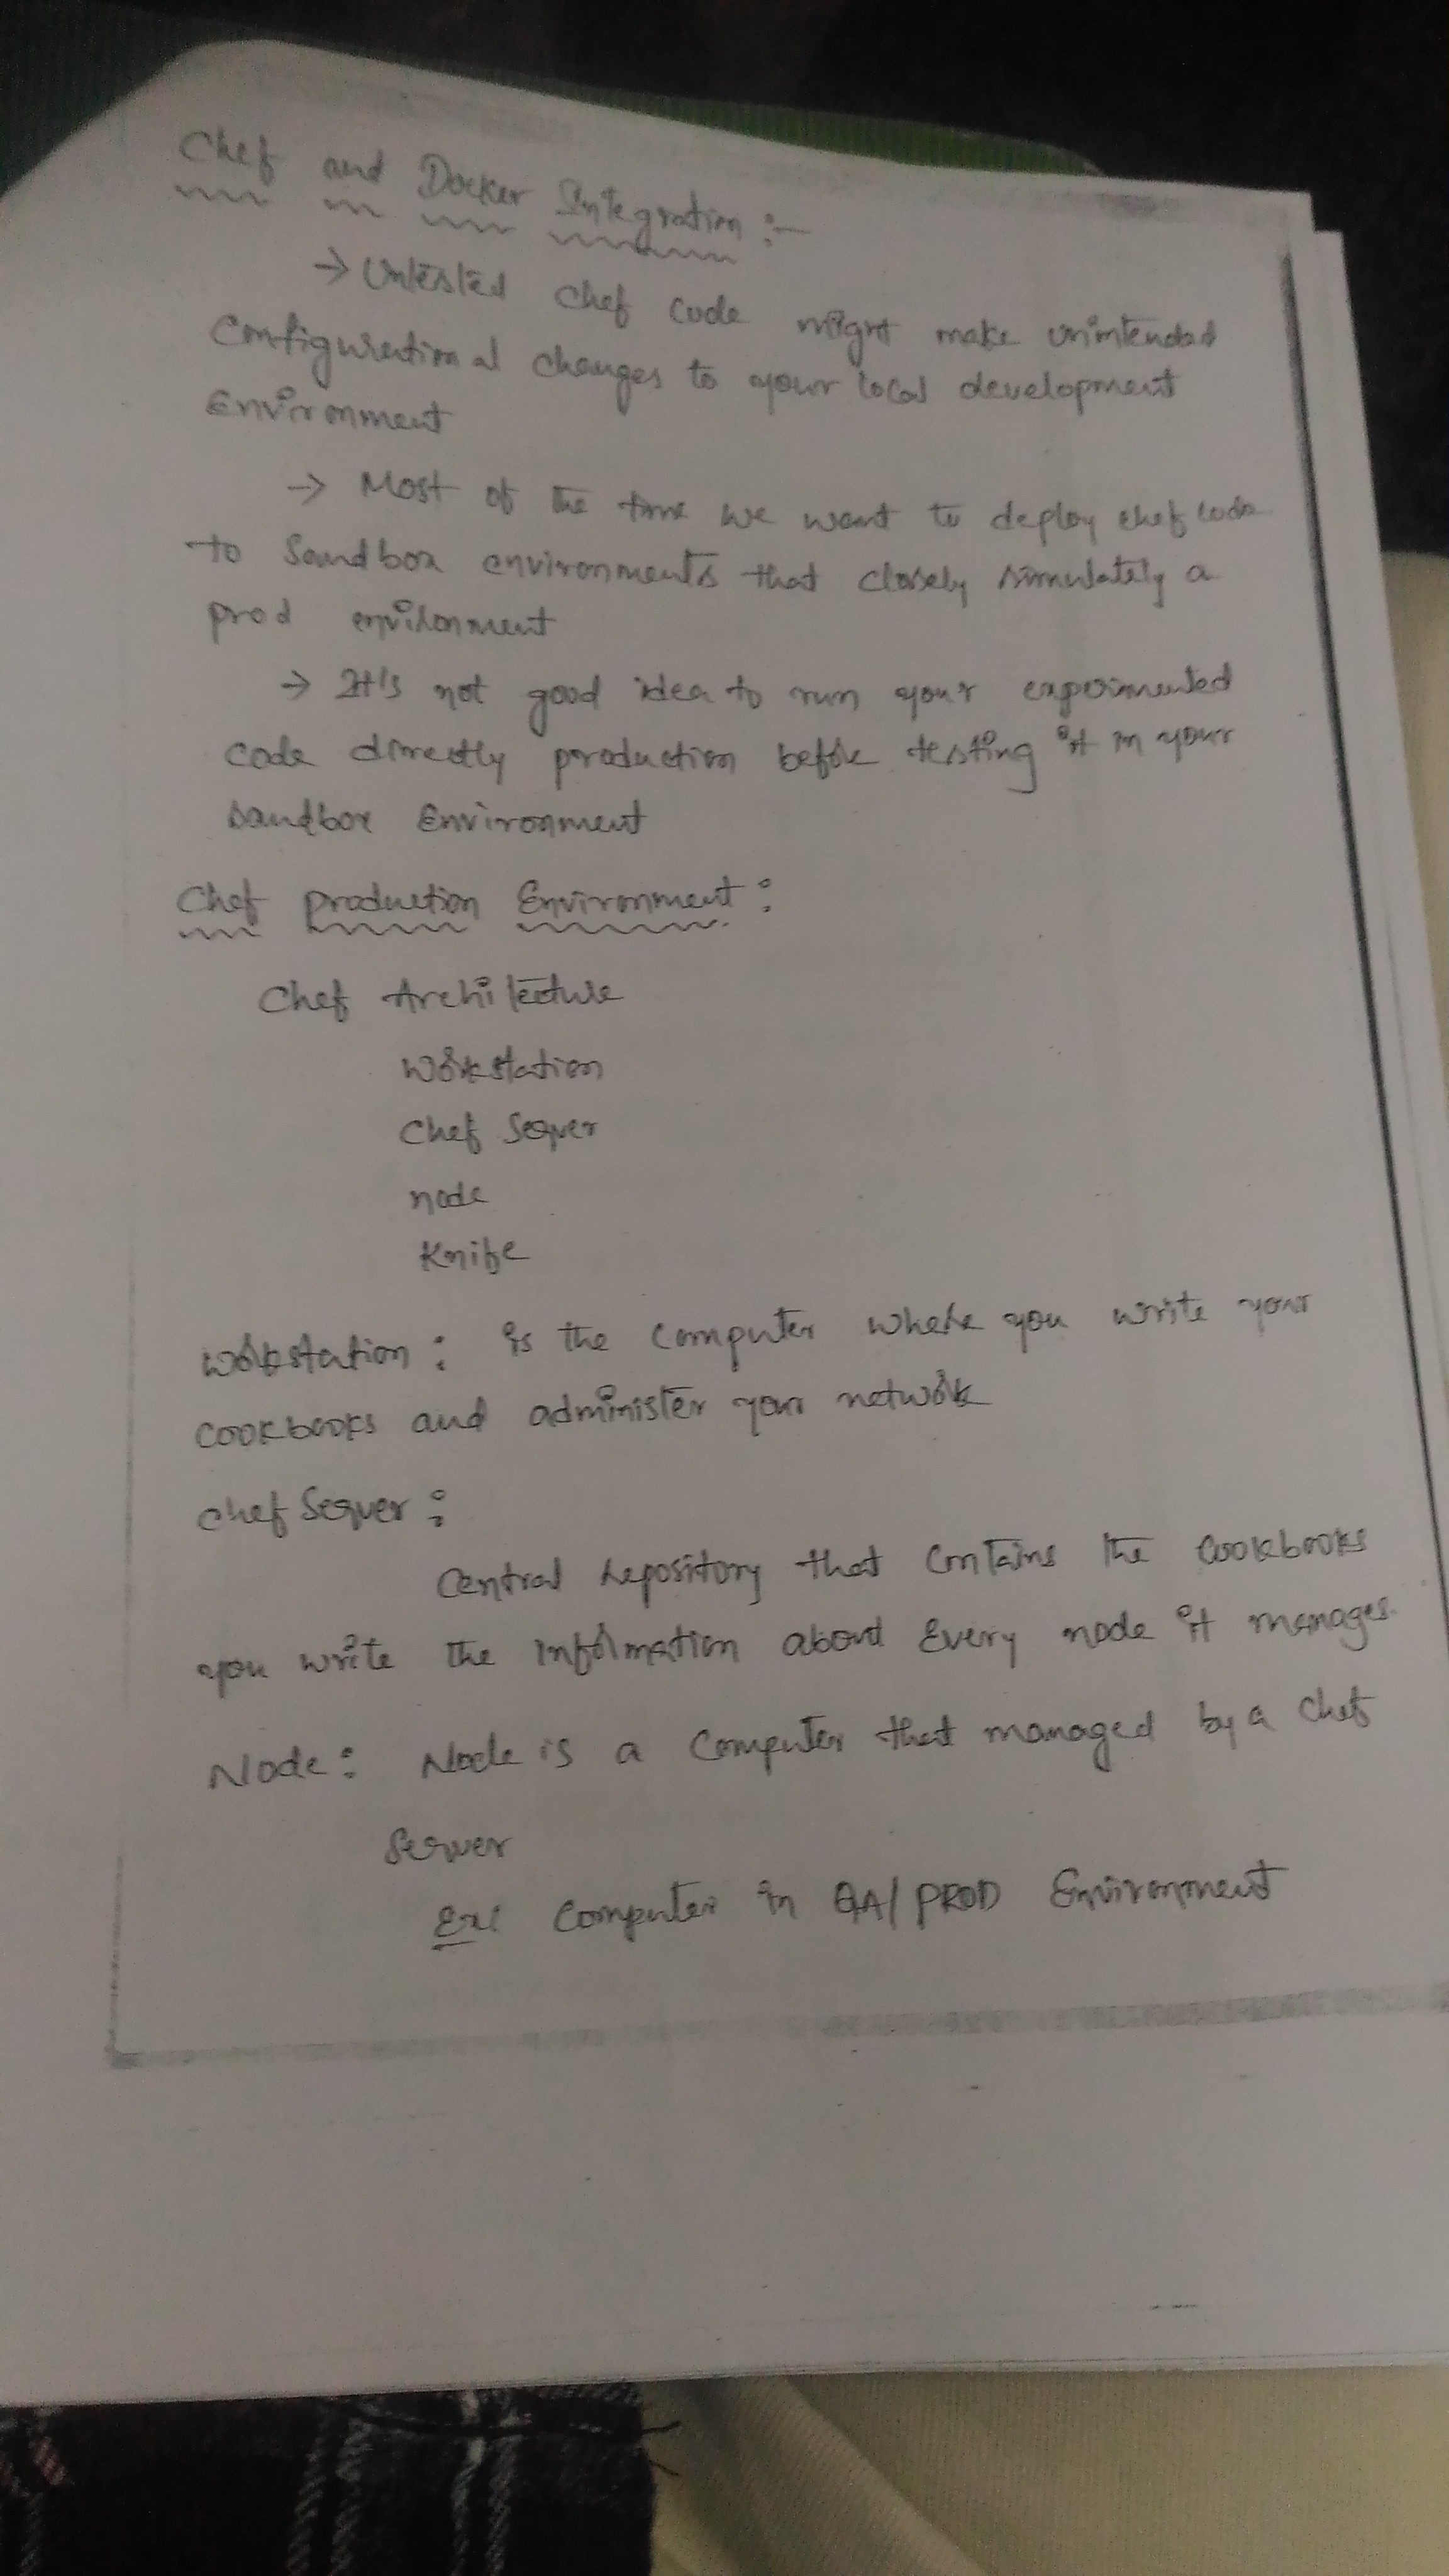 Chef and Docker Integration :-
→ Untested chef code might make unintended
Configurational changes to your local development
Environment
→ Most of the time we want to deploy chef code
to Sandbox environments that closely simulately a
prod environment
→ It's not good idea to run your experimented
code directly production before testing it in your
sandbox Environment
Chef production Environment :
Chef Architecture
Workstation
Chef Server
node
Knife
Workstation : is the computer where you write your
cookbooks and administer your network
Chef Server :
Central repository that contains the cookbooks
you write the information about Every node it manages.
Node : Node is a computer that managed by a chef
Server
Ex: Computer in QA/PROD Environment